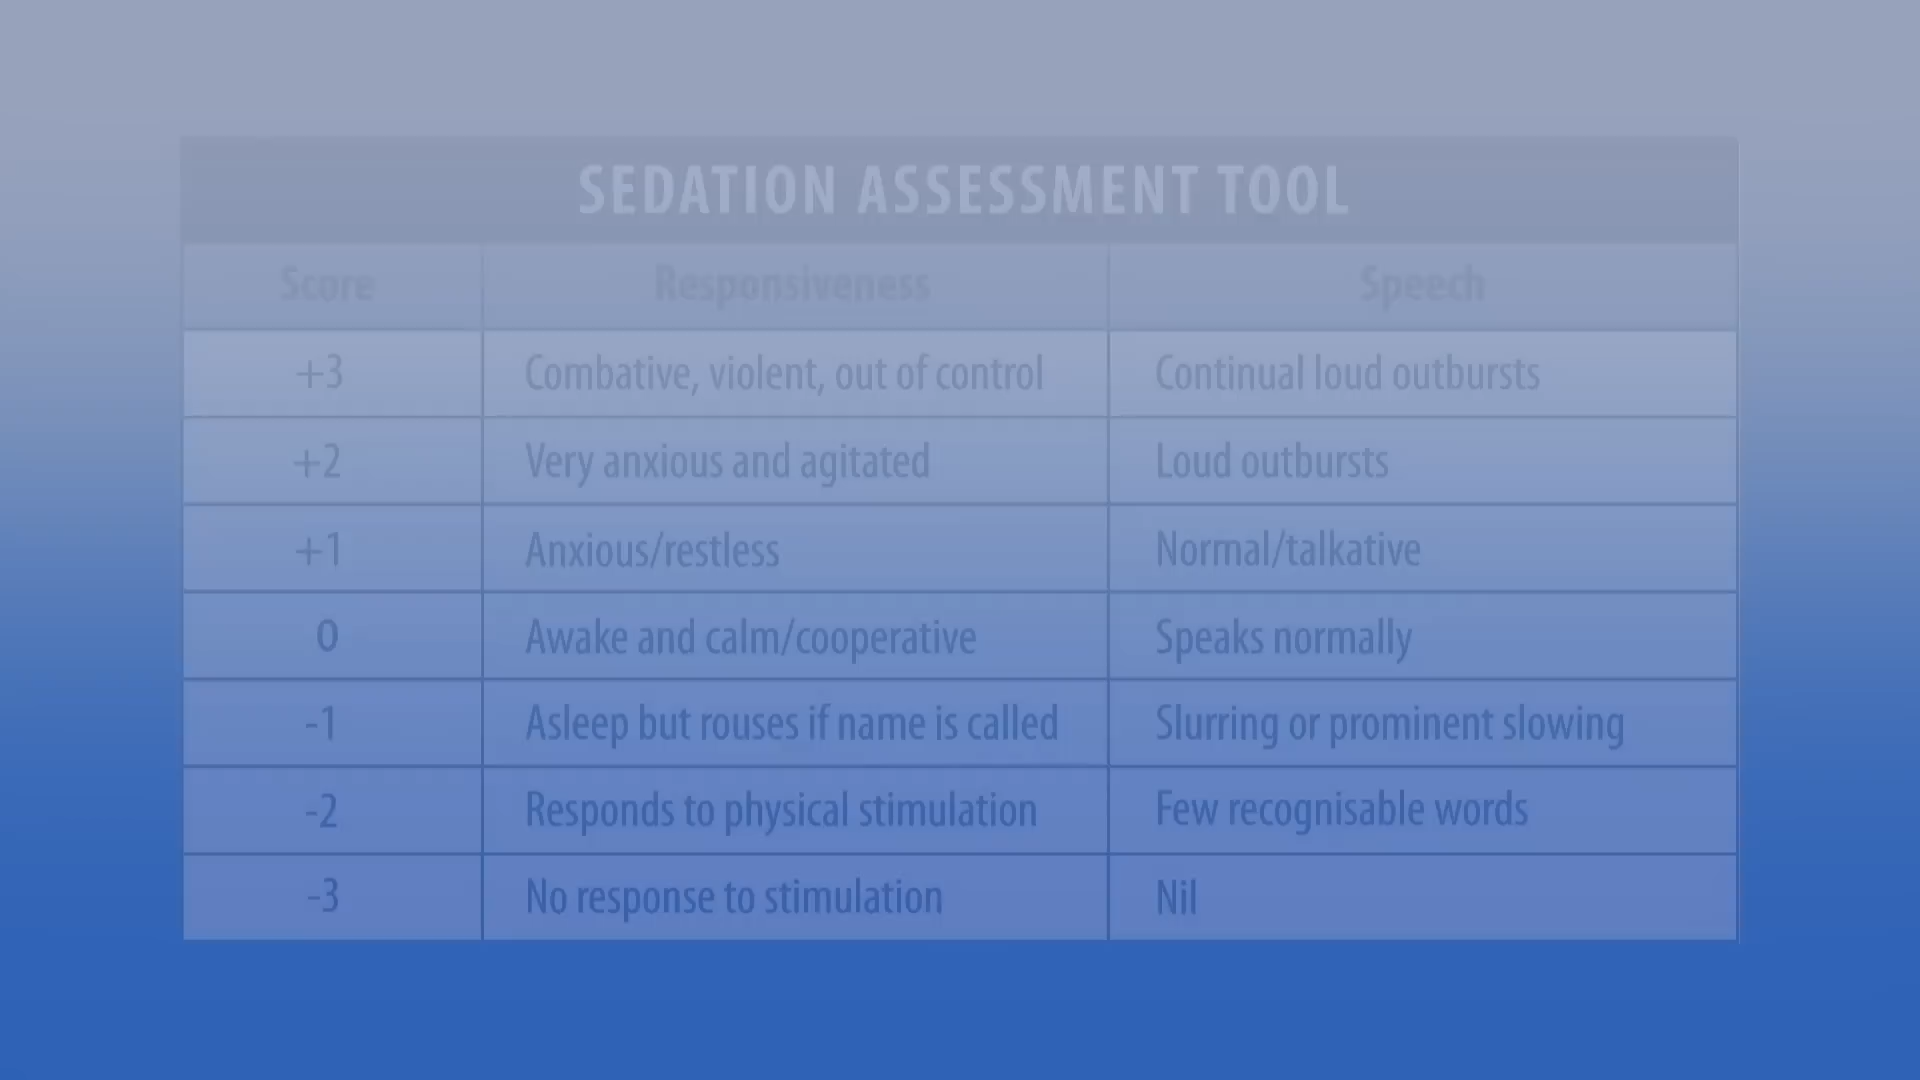 SEDATION ASSESSMENT TOOL
Score Responsiveness Speech
+3 Combative, violent, out of control Continual loud outbursts
+2 Very anxious and agitated Loud outbursts
+1 Anxious/restless Normal/talkative
0 Awake and calm/cooperative Speaks normally
-1 Asleep but rouses if name is called Slurring or prominent slowing
-2 Responds to physical stimulation Few recognisable words
-3 No response to stimulation Nil